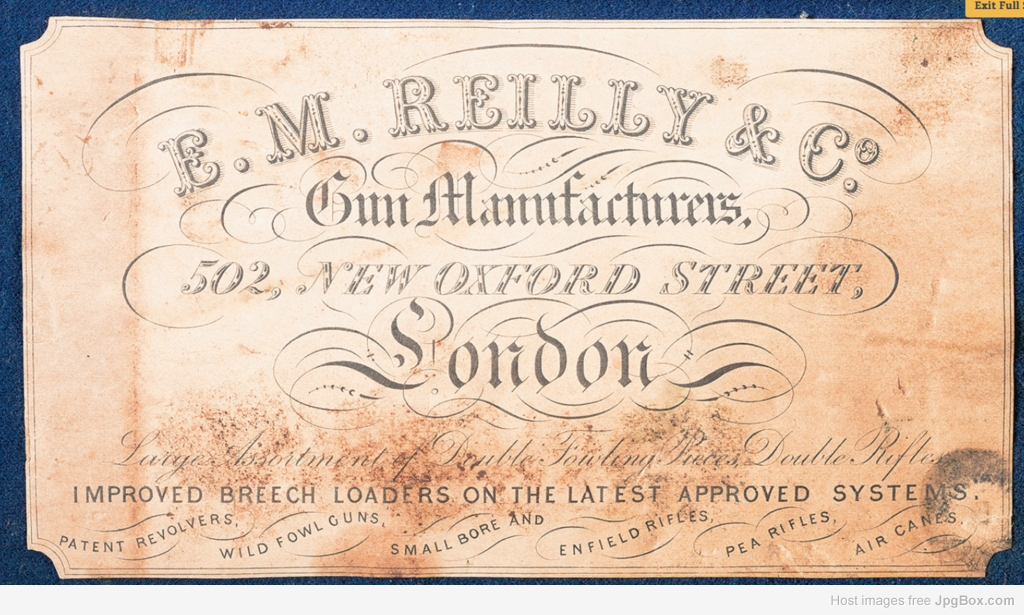 Exit Full
E. M. REILLY & Co.
Gun Manufacturers,
502, NEW OXFORD STREET,
London
Large Assortment of Double Fowling Pieces, Double Rifles
IMPROVED BREECH LOADERS ON THE LATEST APPROVED SYSTEMS.
PATENT REVOLVERS, WILD FOWL GUNS, SMALL BORE AND ENFIELD RIFLES, PEA RIFLES, AIR CANES.
Host images free JpgBox.com